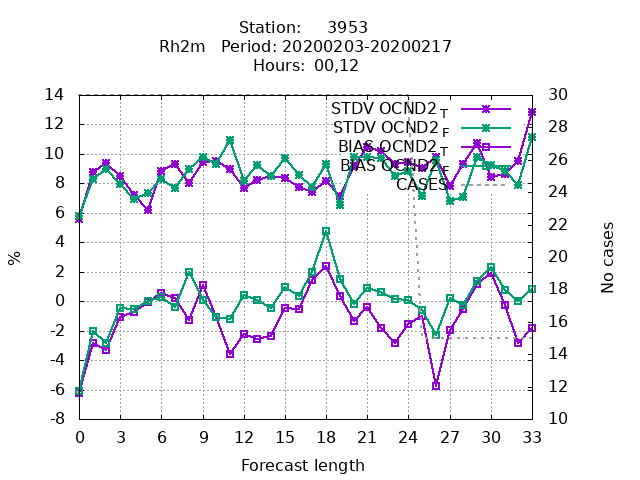 Station:     3953
Rh2m   Period: 20200203-20200217
Hours:  00,12
14 12 10 8 6 4 2 0 -2 -4 -6 -8
%
30 28 26 24 22 20 18 16 14 12 10
No cases
STDV OCND2 T
STDV OCND2 F
BIAS OCND2 T
BIAS OCND2 F
CASES
0 3 6 9 12 15 18 21 24 27 30 33
Forecast length